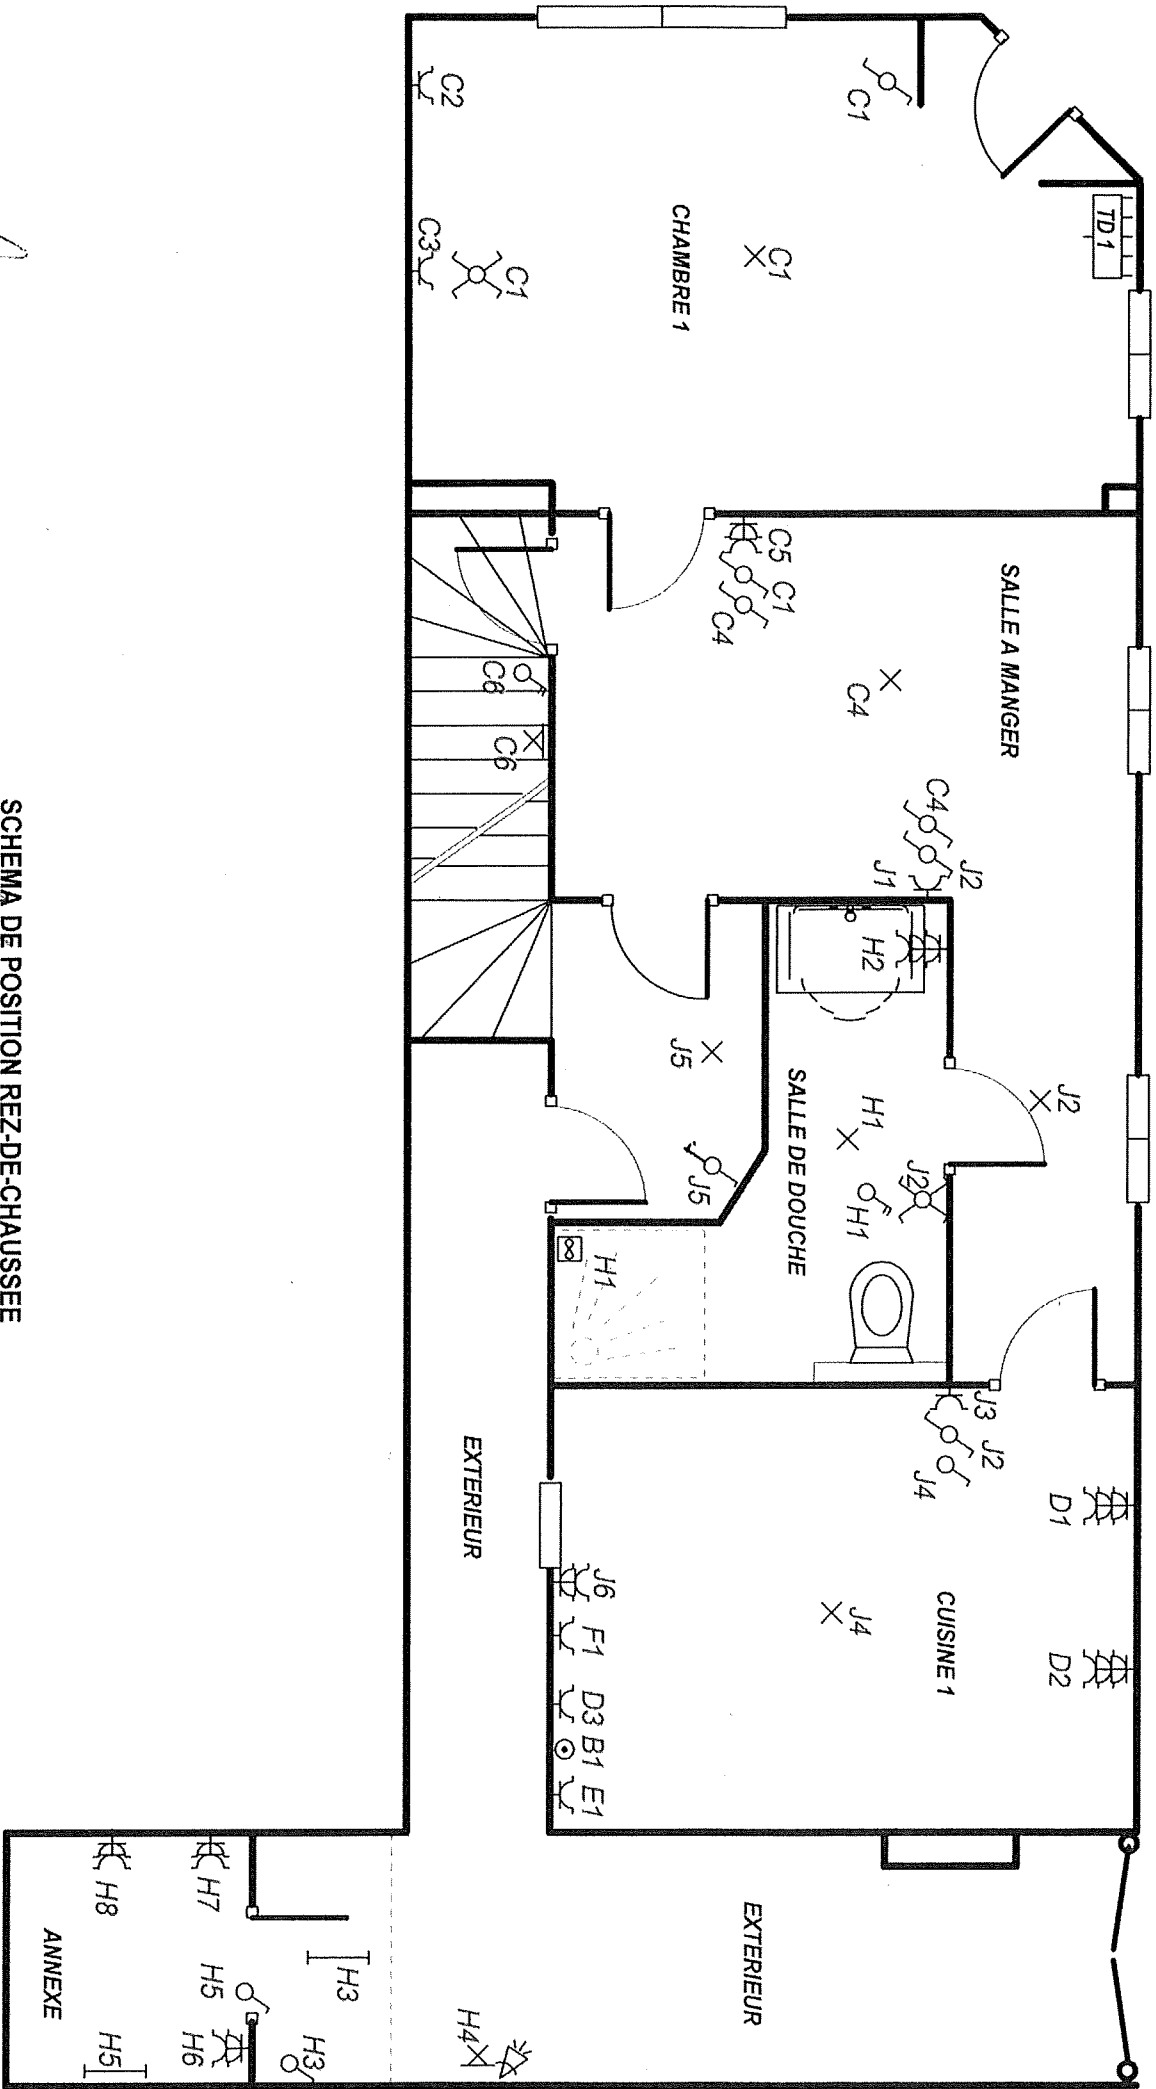 TD1
C1
C1
CHAMBRE 1
C1
C2
C3
SALLE A MANGER
C5
C1
C4
C4
C6
C6
C4
J2
J1
H2
J2
J5
J5
SALLE DE DOUCHE
H1
H1
J2
H1
J3
J2
J4
D1
D2
CUISINE 1
J4
J6
F1
D3
B1
E1
EXTERIEUR
EXTERIEUR
H4
H3
H3
H5
H6
H5
H7
H8
ANNEXE
SCHEMA DE POSITION REZ-DE-CHAUSSEE